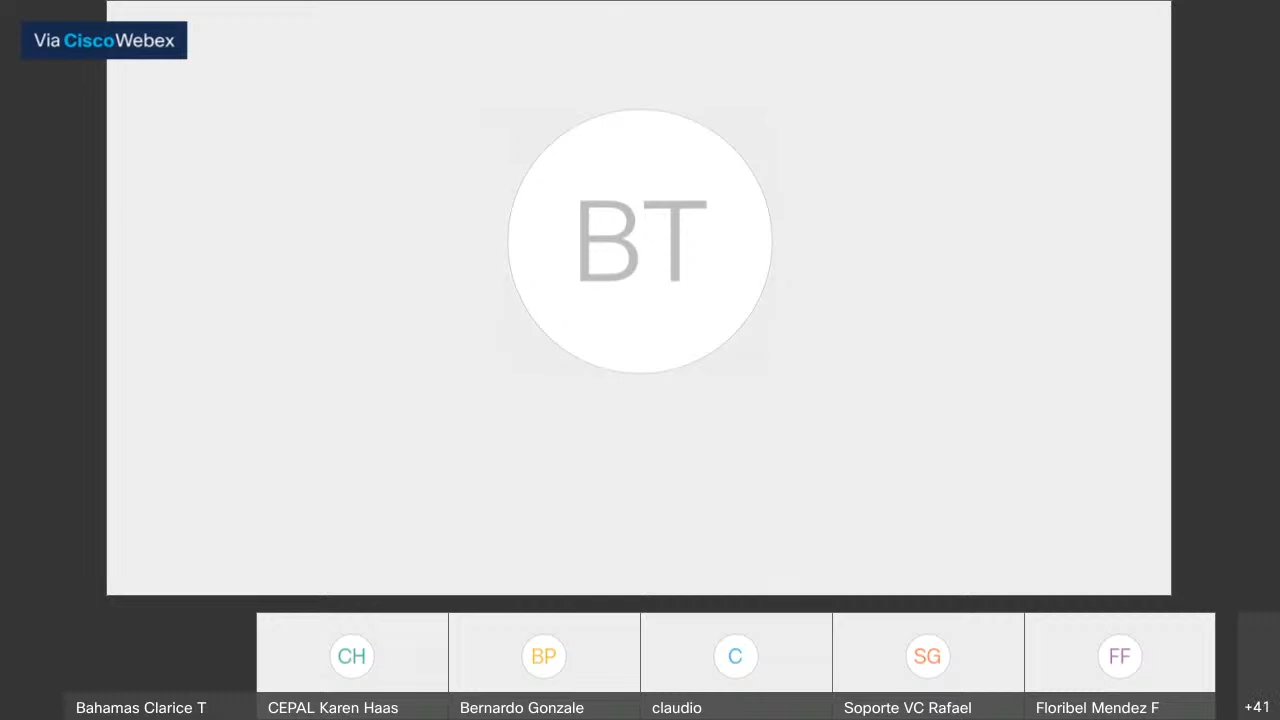 Via CiscoWebex
BT
CH
BP
C
SG
FF
Bahamas Clarice T
CEPAL Karen Haas
Bernardo Gonzale
claudio
Soporte VC Rafael
Floribel Mendez F
+41